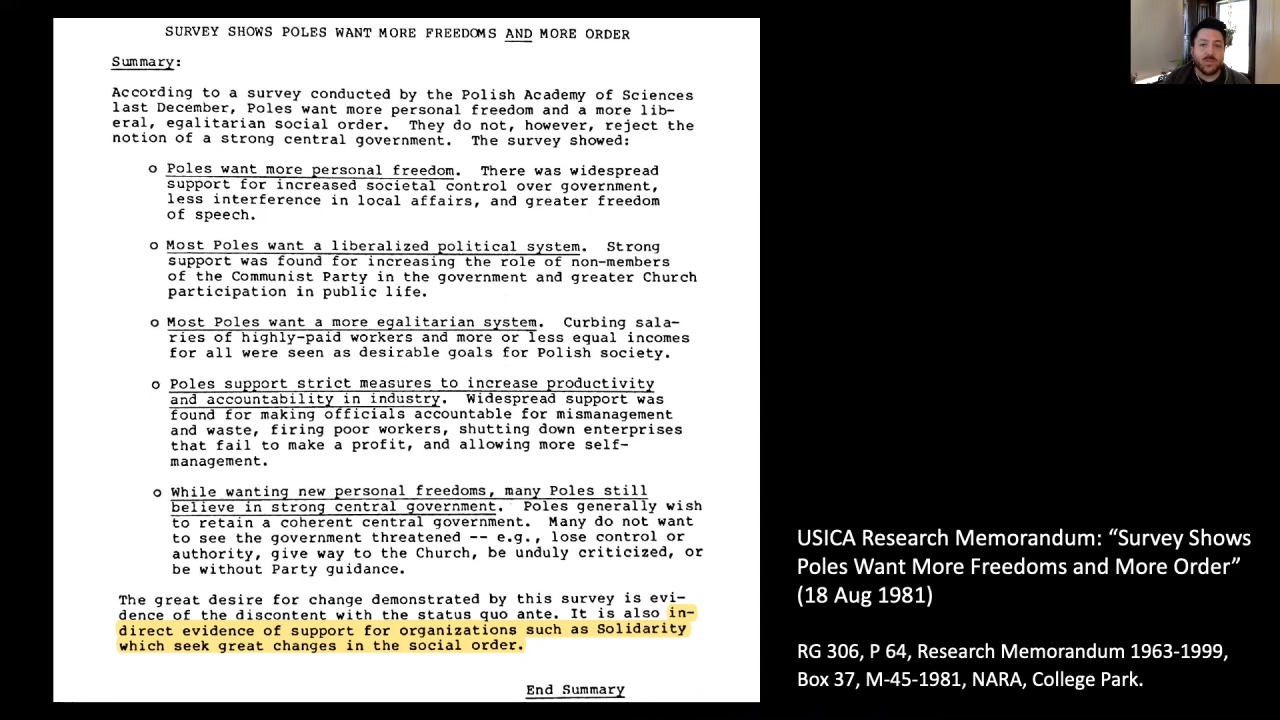 SURVEY SHOWS POLES WANT MORE FREEDOMS AND MORE ORDER
Summary:
According to a survey conducted by the Polish Academy of Sciences
last December, Poles want more personal freedom and a more lib-
eral, egalitarian social order. They do not, however, reject the
notion of a strong central government. The survey showed:
o Poles want more personal freedom. There was widespread
support for increased societal control over government,
less interference in local affairs, and greater freedom
of speech.
o Most Poles want a liberalized political system. Strong
support was found for increasing the role of non-members
of the Communist Party in the government and greater Church
participation in public life.
o Most Poles want a more egalitarian system. Curbing sala-
ries of highly-paid workers and more or less equal incomes
for all were seen as desirable goals for Polish society.
o Poles support strict measures to increase productivity
and accountability in industry. Widespread support was
found for making officials accountable for mismanagement
and waste, firing poor workers, shutting down enterprises
that fail to make a profit, and allowing more self-
management.
o While wanting new personal freedoms, many Poles still
believe in strong central government. Poles generally wish
to retain a coherent central government. Many do not want
to see the government threatened -- e.g., lose control or
authority, give way to the Church, be unduly criticized, or
be without Party guidance.
The great desire for change demonstrated by this survey is evi-
dence of the discontent with the status quo ante. It is also in-
direct evidence of support for organizations such as Solidarity
which seek great changes in the social order.
End Summary
USICA Research Memorandum: “Survey Shows
Poles Want More Freedoms and More Order”
(18 Aug 1981)
RG 306, P 64, Research Memorandum 1963-1999,
Box 37, M-45-1981, NARA, College Park.